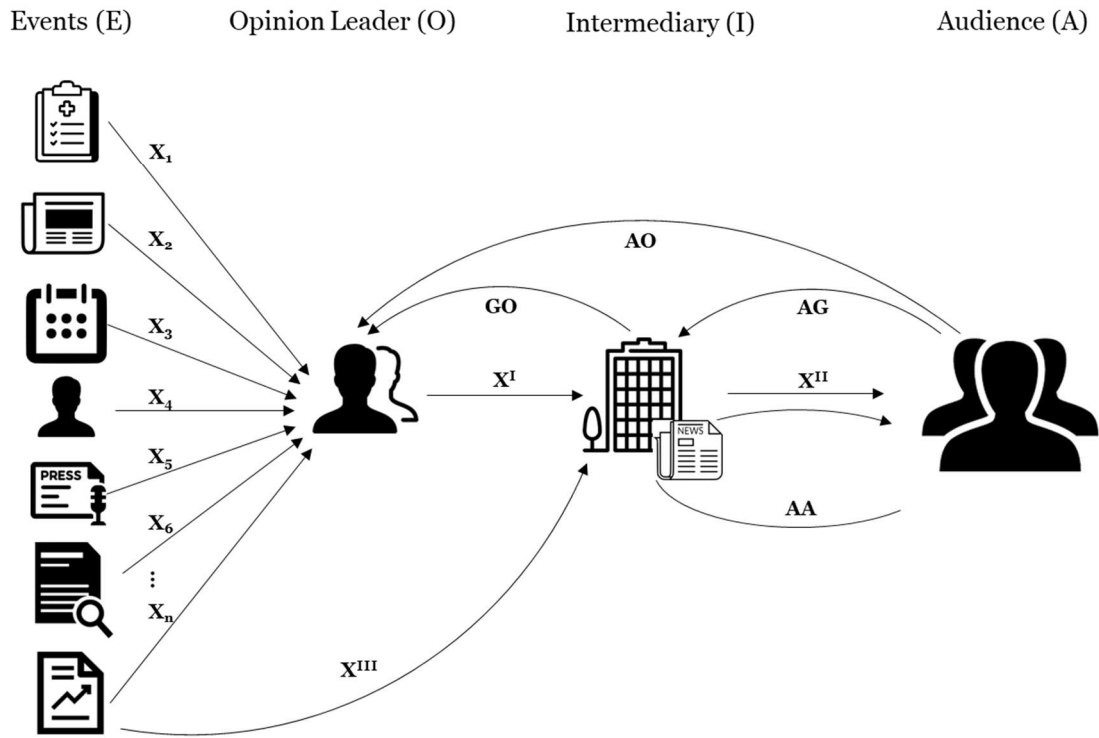 Events (E)
Opinion Leader (O)
Intermediary (I)
Audience (A)
X₁
X₂
X₃
X₄
X₅
X₆
...
Xₙ
PRESS
AO
GO
AG
Xᴵ
Xᴵᴵ
NEWS
AA
Xᴵᴵᴵ